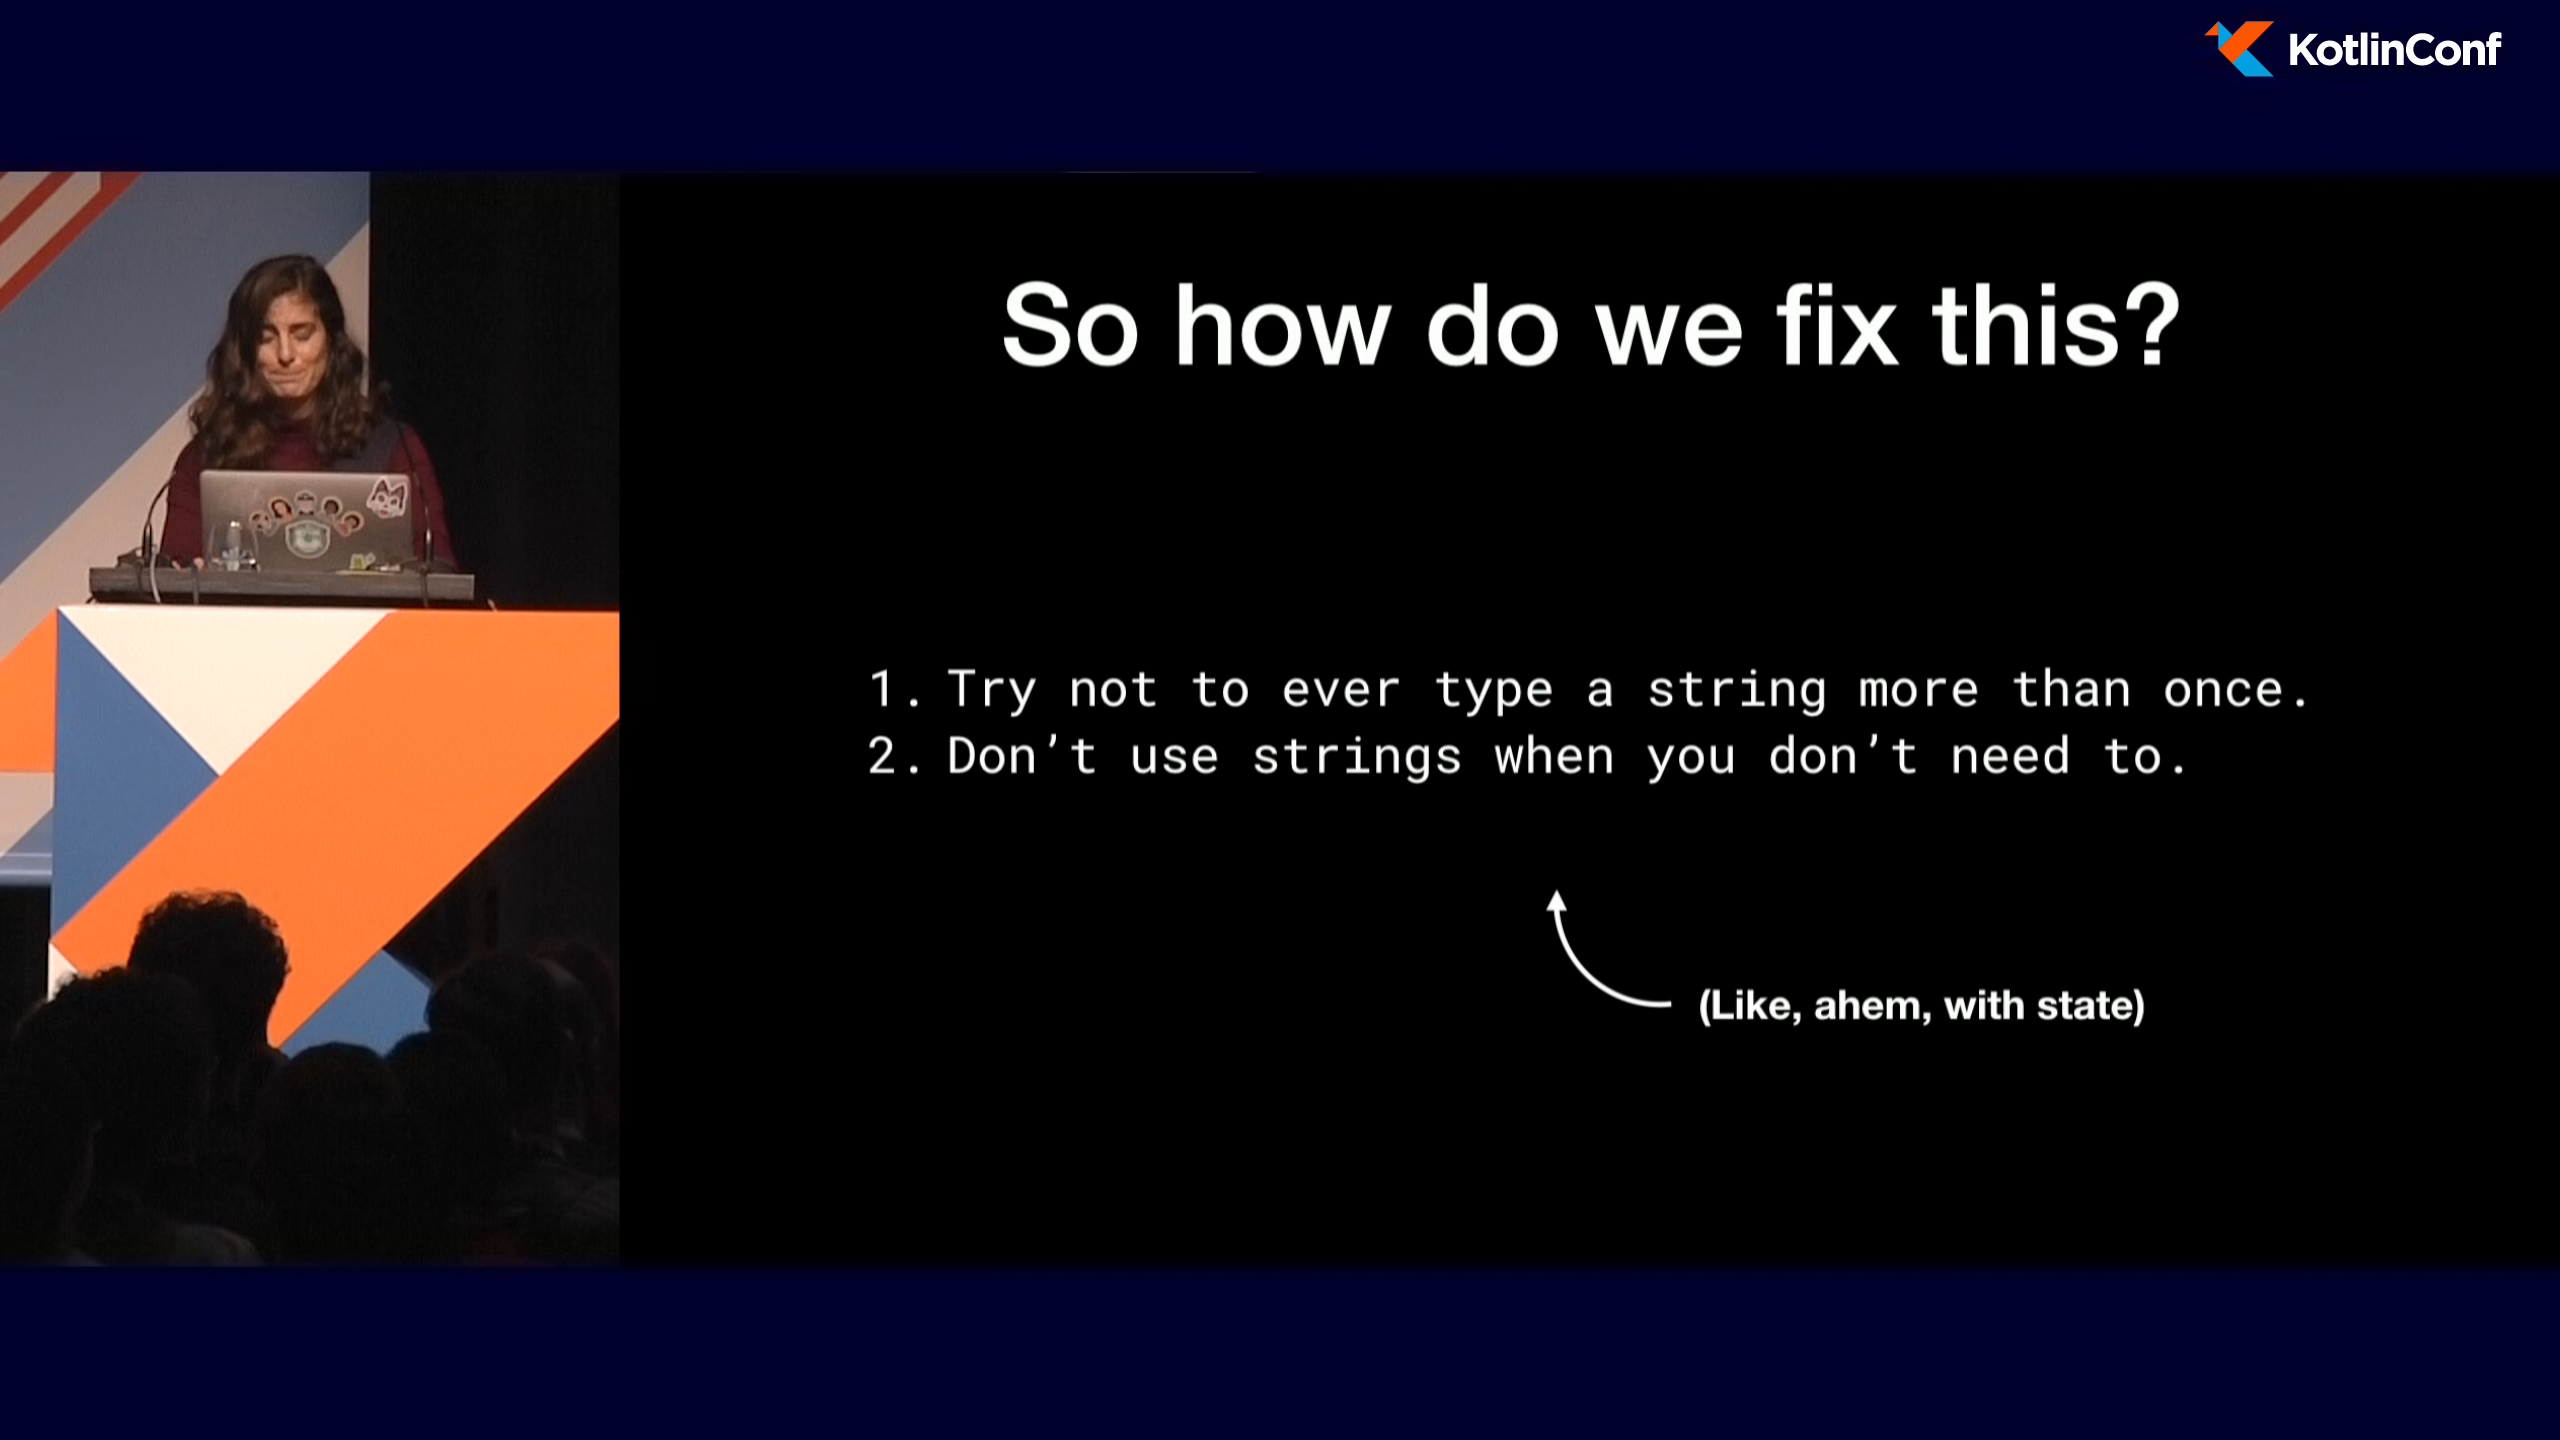 KotlinConf
So how do we fix this?
1. Try not to ever type a string more than once.
2. Don’t use strings when you don’t need to.
(Like, ahem, with state)